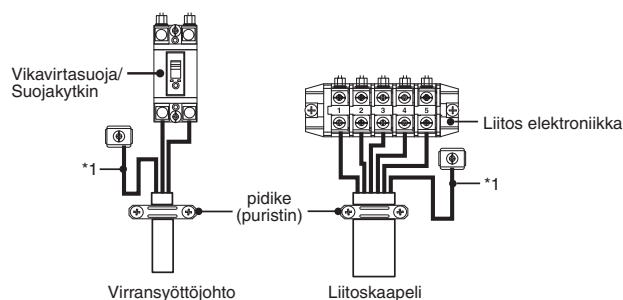 Vikavirtasuoja/
Suojakytkin
1 2 3 4 5
Liitos elektroniikka
*1
*1
pidike
(puristin)
Virransyöttöjohto
Liitoskaapeli